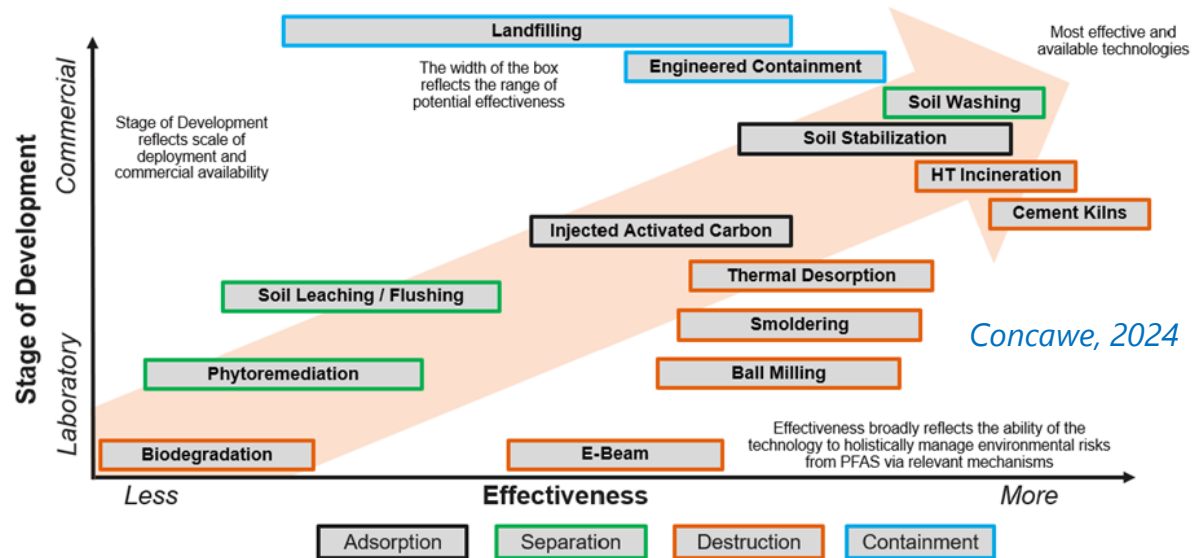 Landfilling
Most effective and
available technologies
The width of the box
reflects the range of
potential effectiveness
Engineered Containment
Soil Washing
Stage of Development
reflects scale of
deployment and
commercial availability
Soil Stabilization
HT Incineration
Cement Kilns
Injected Activated Carbon
Thermal Desorption
Soil Leaching / Flushing
Smoldering
Concawe, 2024
Phytoremediation
Ball Milling
Effectiveness broadly reflects the ability of the
technology to holistically manage environmental risks
from PFAS via relevant mechanisms
Biodegradation
E-Beam
Stage of Development
Commercial
Laboratory
Less
Effectiveness
More
Adsorption
Separation
Destruction
Containment